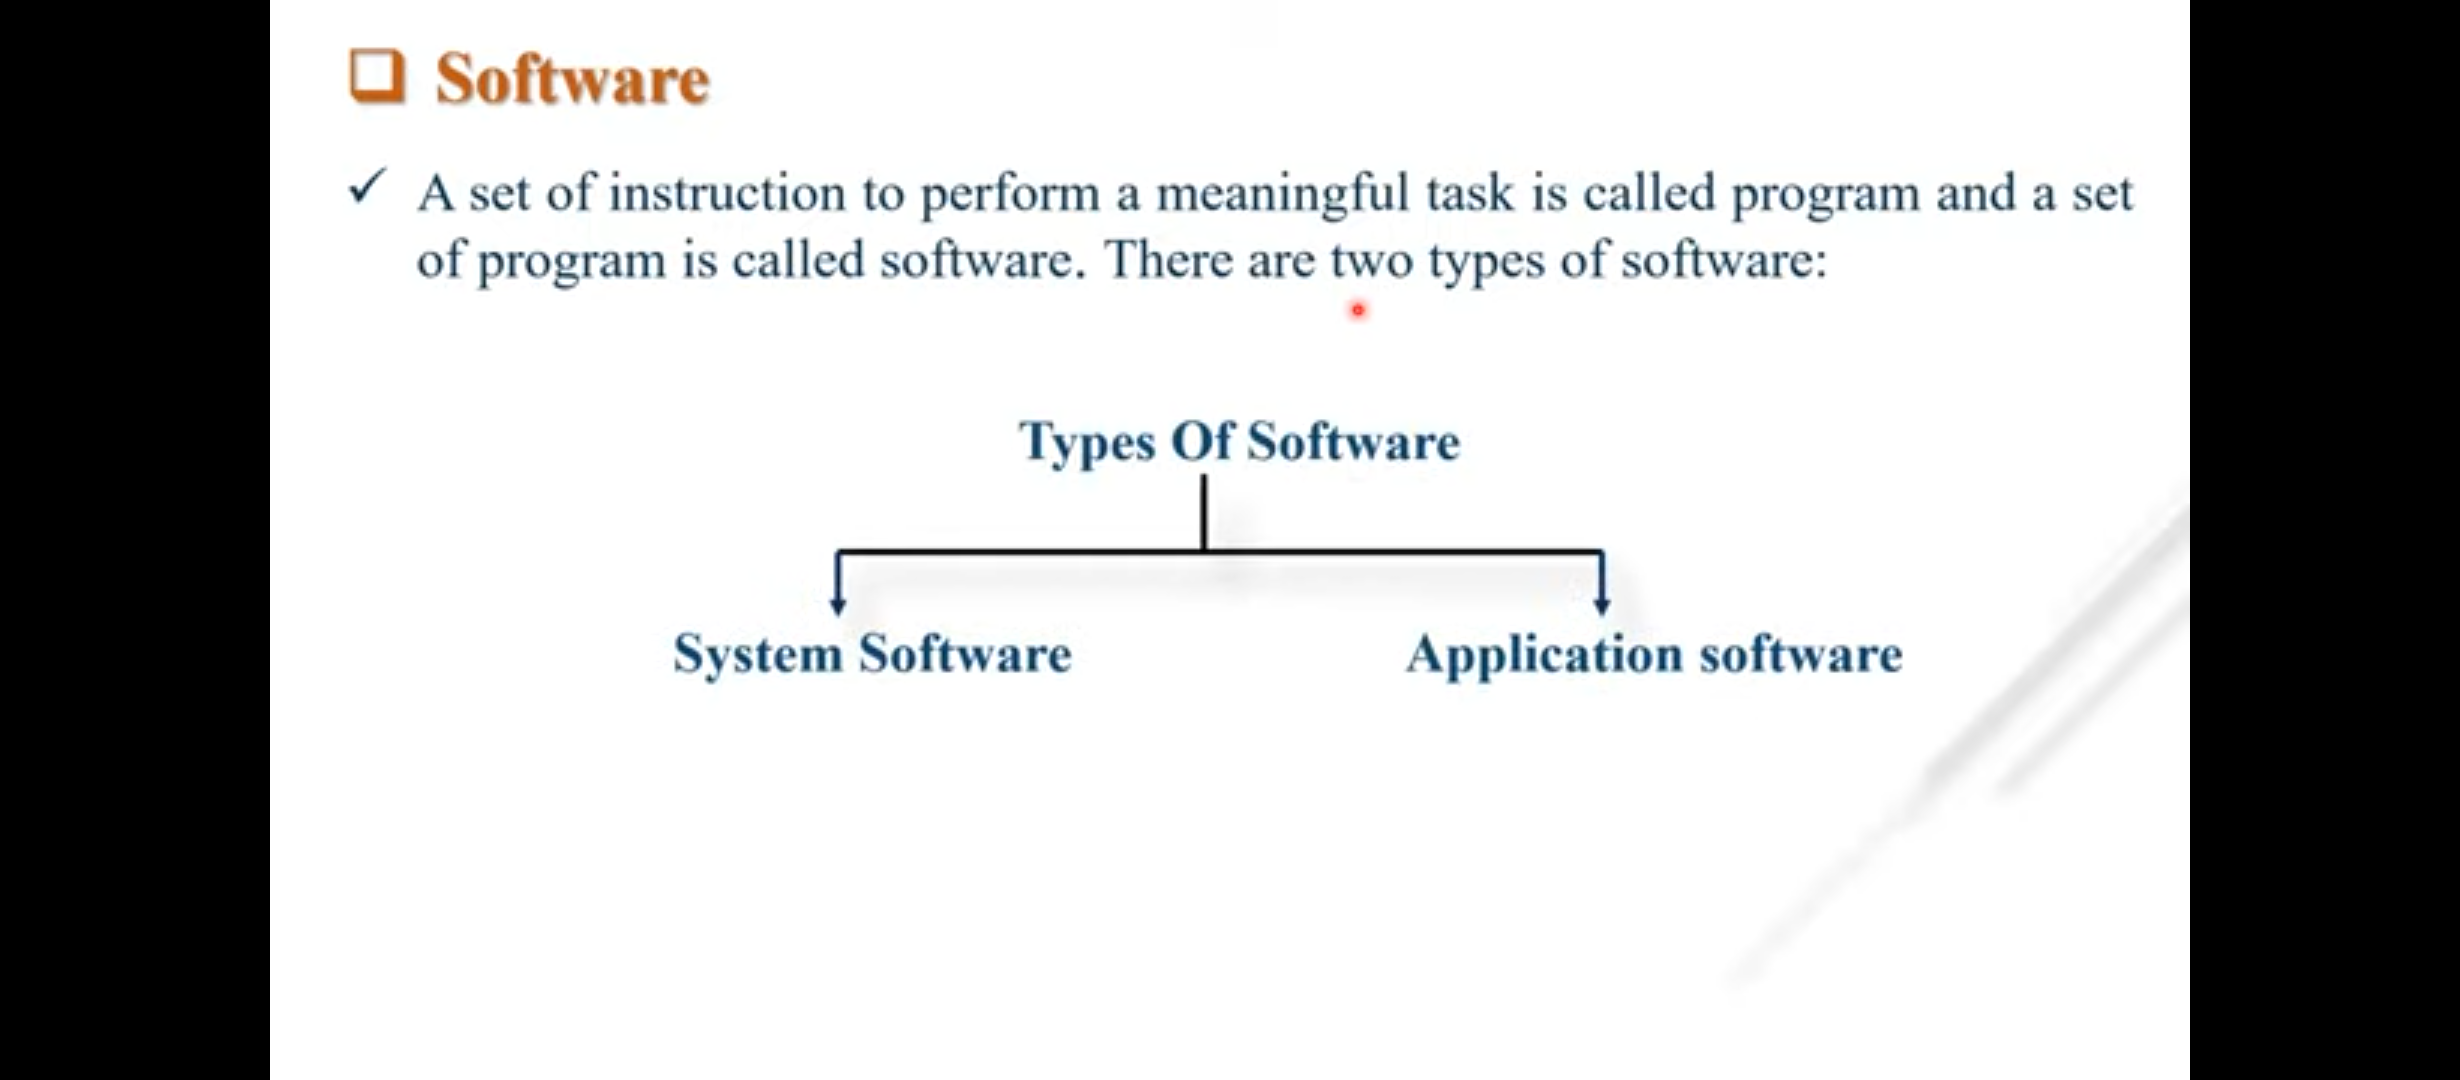 Software
A set of instruction to perform a meaningful task is called program and a set
of program is called software. There are two types of software:
Types Of Software
System Software
Application software